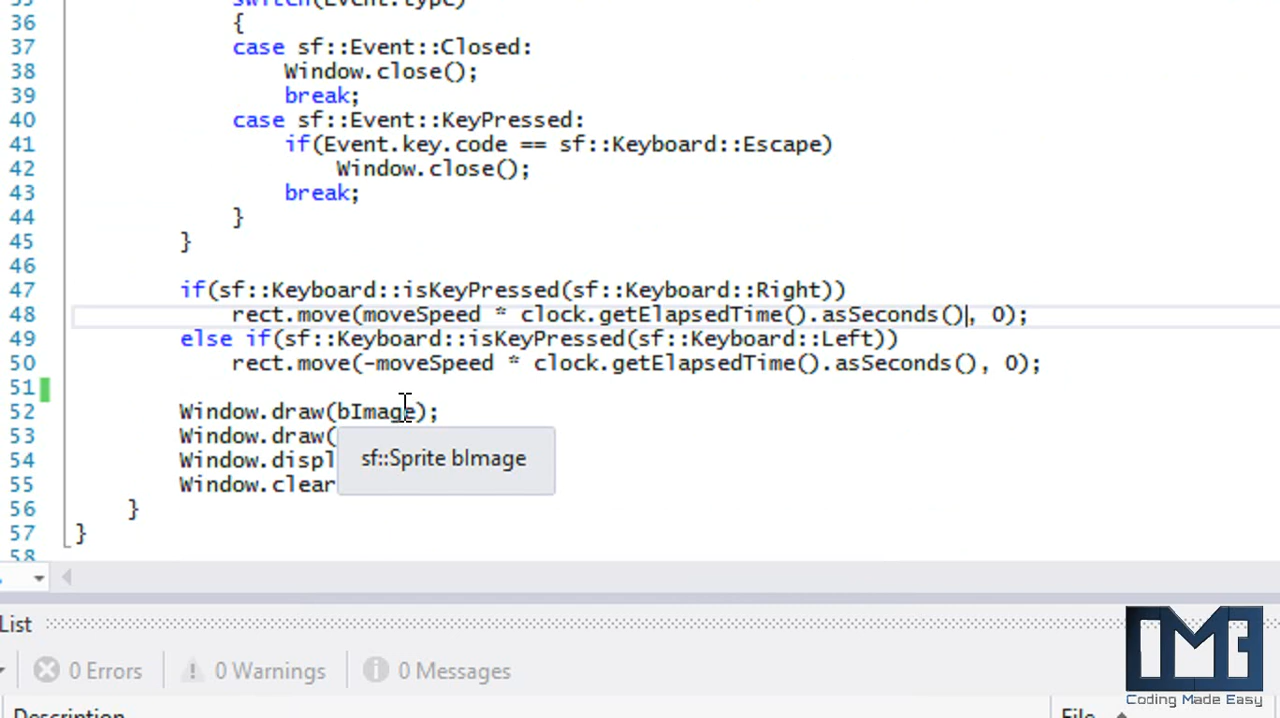 35 switch(Event.type)
36 {
37 case sf::Event::Closed:
38 Window.close();
39 break;
40 case sf::Event::KeyPressed:
41 if(Event.key.code == sf::Keyboard::Escape)
42 Window.close();
43 break;
44 }
45 }
46
47 if(sf::Keyboard::isKeyPressed(sf::Keyboard::Right))
48 rect.move(moveSpeed * clock.getElapsedTime().asSeconds(), 0);
49 else if(sf::Keyboard::isKeyPressed(sf::Keyboard::Left))
50 rect.move(-moveSpeed * clock.getElapsedTime().asSeconds(), 0);
51
52 Window.draw(bImage);
53 Window.draw(
sf::Sprite bImage
54 Window.displ
55 Window.clear
56 }
57 }
58
List
0 Errors 0 Warnings 0 Messages
Description File
CME
Coding Made Easy